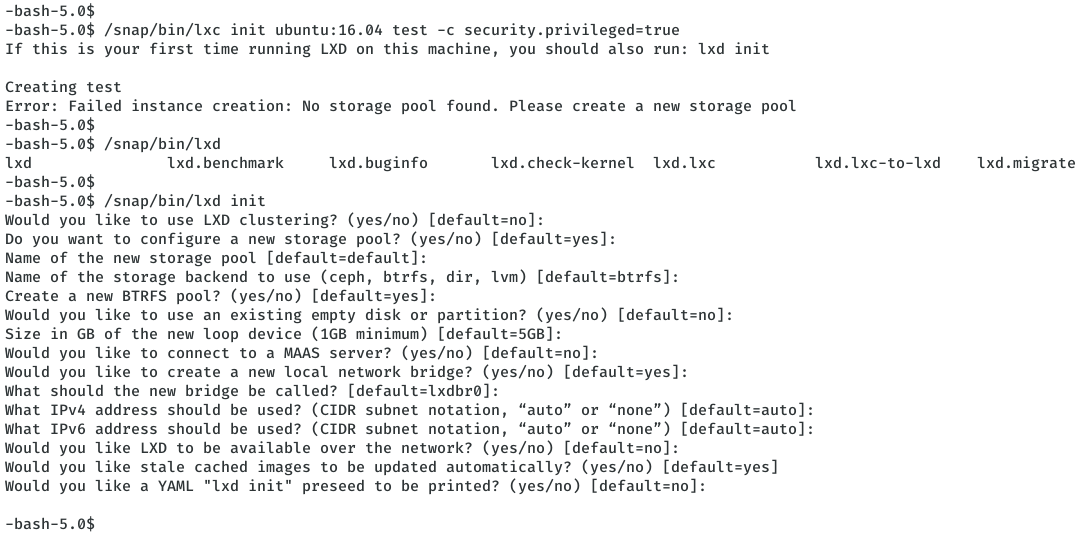 -bash-5.0$
-bash-5.0$ /snap/bin/lxc init ubuntu:16.04 test -c security.privileged=true
If this is your first time running LXD on this machine, you should also run: lxd init
Creating test
Error: Failed instance creation: No storage pool found. Please create a new storage pool
-bash-5.0$
-bash-5.0$ /snap/bin/lxd
lxd lxd.benchmark lxd.buginfo lxd.check-kernel lxd.lxc lxd.lxc-to-lxd lxd.migrate
-bash-5.0$
-bash-5.0$ /snap/bin/lxd init
Would you like to use LXD clustering? (yes/no) [default=no]:
Do you want to configure a new storage pool? (yes/no) [default=yes]:
Name of the new storage pool [default=default]:
Name of the storage backend to use (ceph, btrfs, dir, lvm) [default=btrfs]:
Create a new BTRFS pool? (yes/no) [default=yes]:
Would you like to use an existing empty disk or partition? (yes/no) [default=no]:
Size in GB of the new loop device (1GB minimum) [default=5GB]:
Would you like to connect to a MAAS server? (yes/no) [default=no]:
Would you like to create a new local network bridge? (yes/no) [default=yes]:
What should the new bridge be called? [default=lxdbr0]:
What IPv4 address should be used? (CIDR subnet notation, “auto” or “none”) [default=auto]:
What IPv6 address should be used? (CIDR subnet notation, “auto” or “none”) [default=auto]:
Would you like LXD to be available over the network? (yes/no) [default=no]:
Would you like stale cached images to be updated automatically? (yes/no) [default=yes]
Would you like a YAML "lxd init" preseed to be printed? (yes/no) [default=no]:
-bash-5.0$